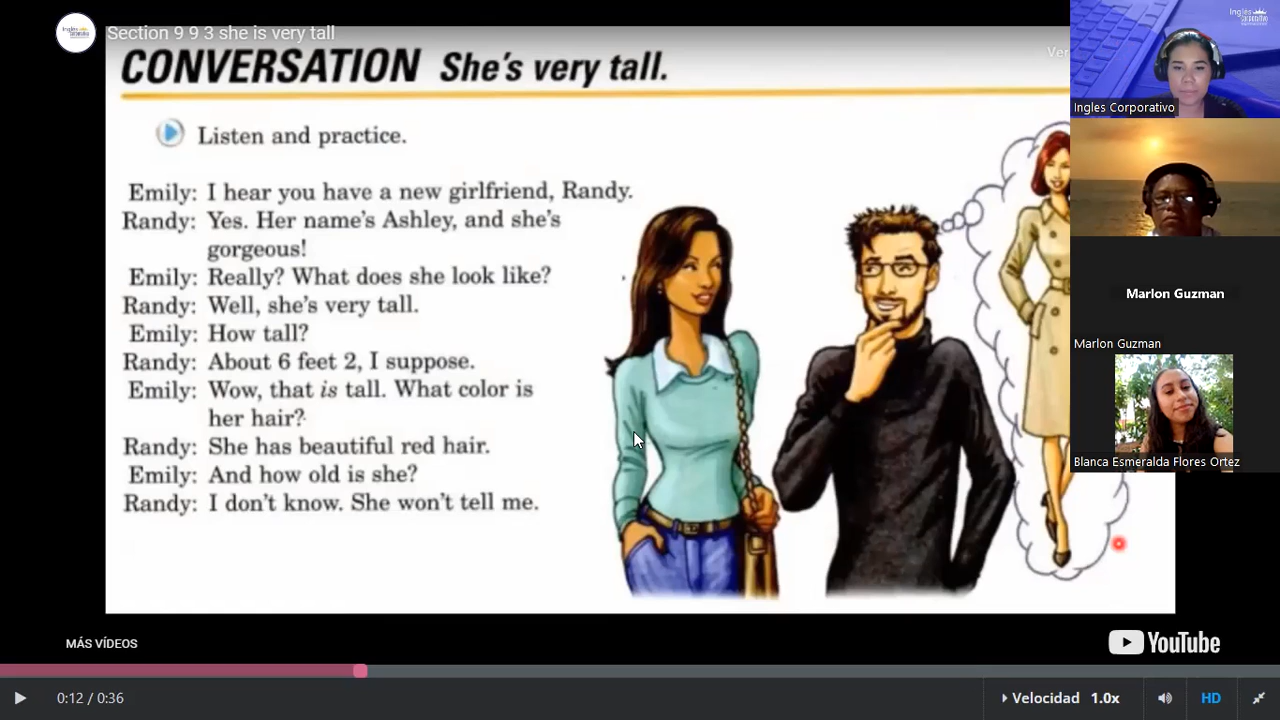 Section 9 9 3 she is very tall
CONVERSATION She's very tall.
Listen and practice.
Emily: I hear you have a new girlfriend, Randy.
Randy: Yes. Her name's Ashley, and she's
gorgeous!
Emily: Really? What does she look like?
Randy: Well, she's very tall.
Emily: How tall?
Randy: About 6 feet 2, I suppose.
Emily: Wow, that is tall. What color is
her hair?
Randy: She has beautiful red hair.
Emily: And how old is she?
Randy: I don't know. She won't tell me.
MÁS VÍDEOS
YouTube
0:12 / 0:36
Velocidad 1.0x
HD
Ingles Corporativo
Marlon Guzman
Marlon Guzman
Blanca Esmeralda Flores Ortez